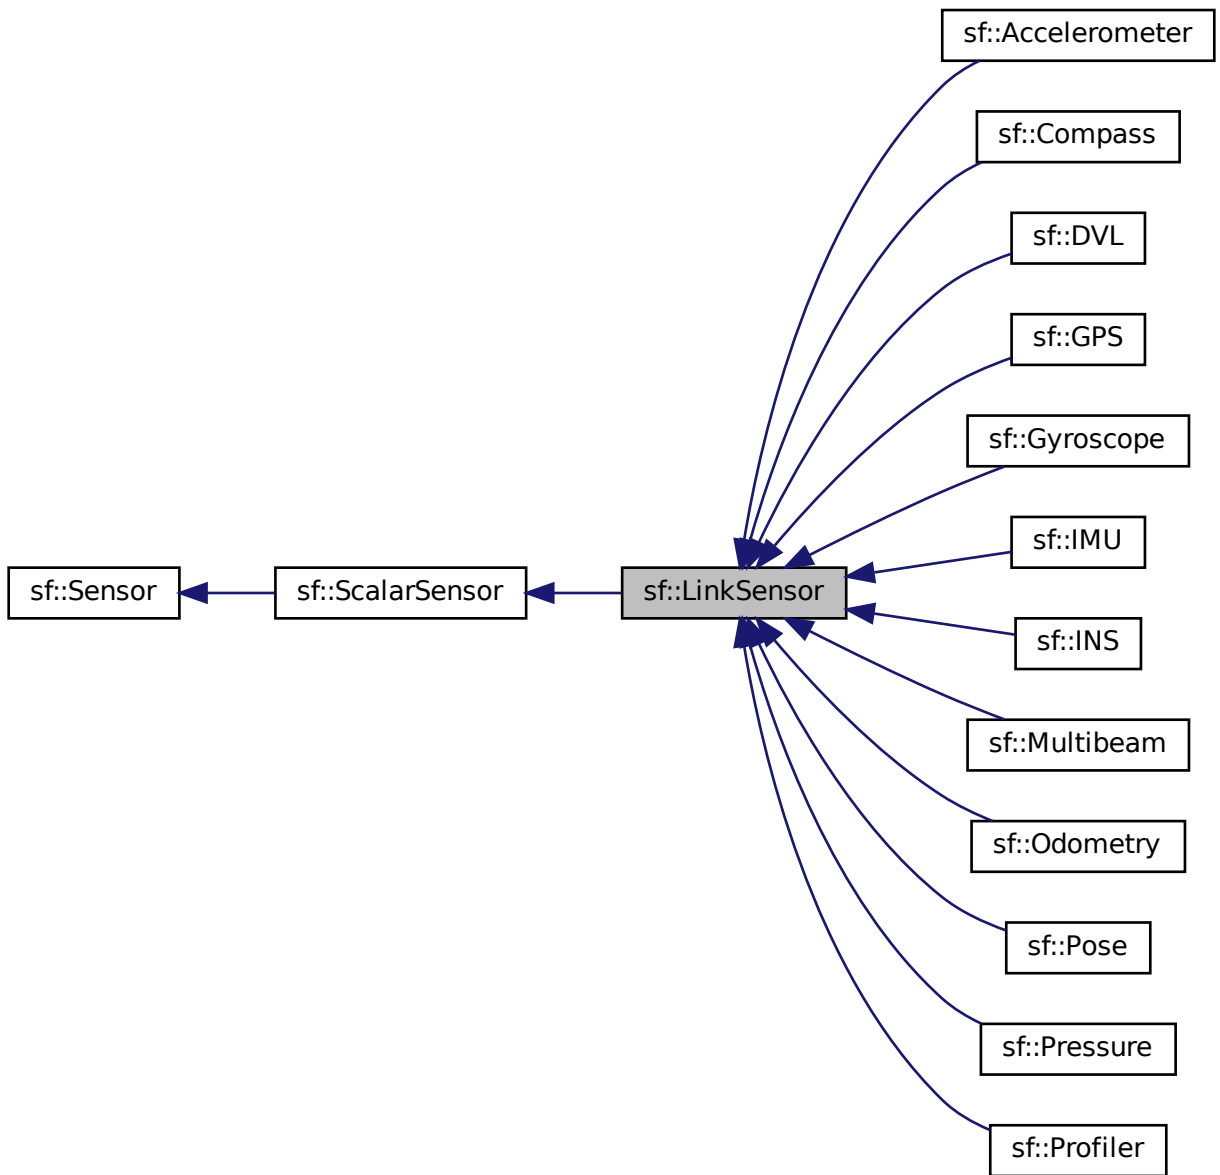 sf::Accelerometer
sf::Compass
sf::DVL
sf::GPS
sf::Gyroscope
sf::Sensor
sf::ScalarSensor
sf::LinkSensor
sf::IMU
sf::INS
sf::Multibeam
sf::Odometry
sf::Pose
sf::Pressure
sf::Profiler